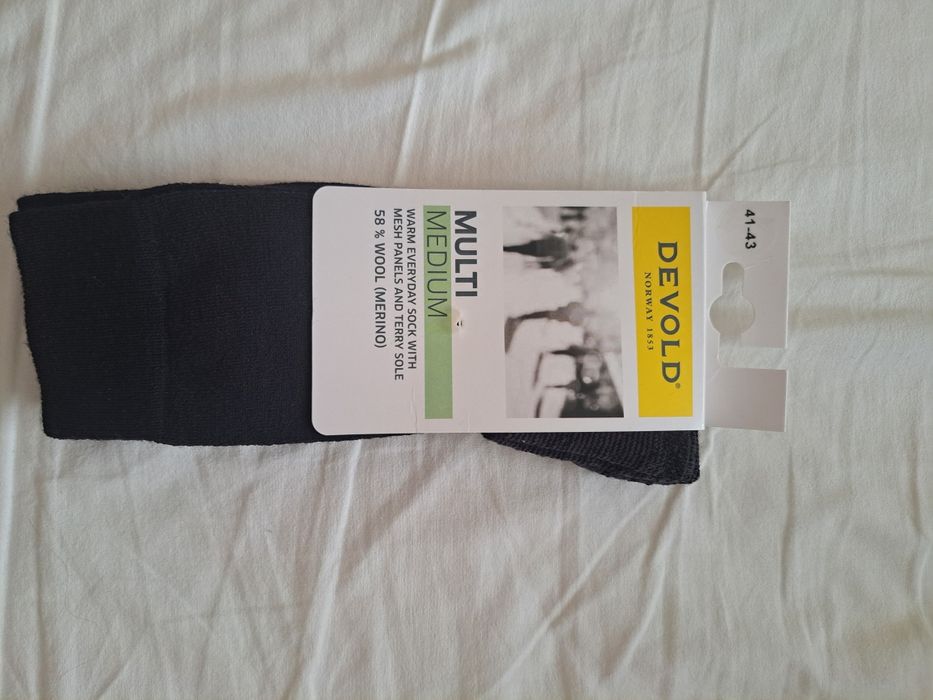 41-43
DEVOLD®
NORWAY 1853
MULTI
MEDIUM
WARM EVERYDAY SOCK WITH
MESH PANELS AND TERRY SOLE
58 % WOOL (MERINO)